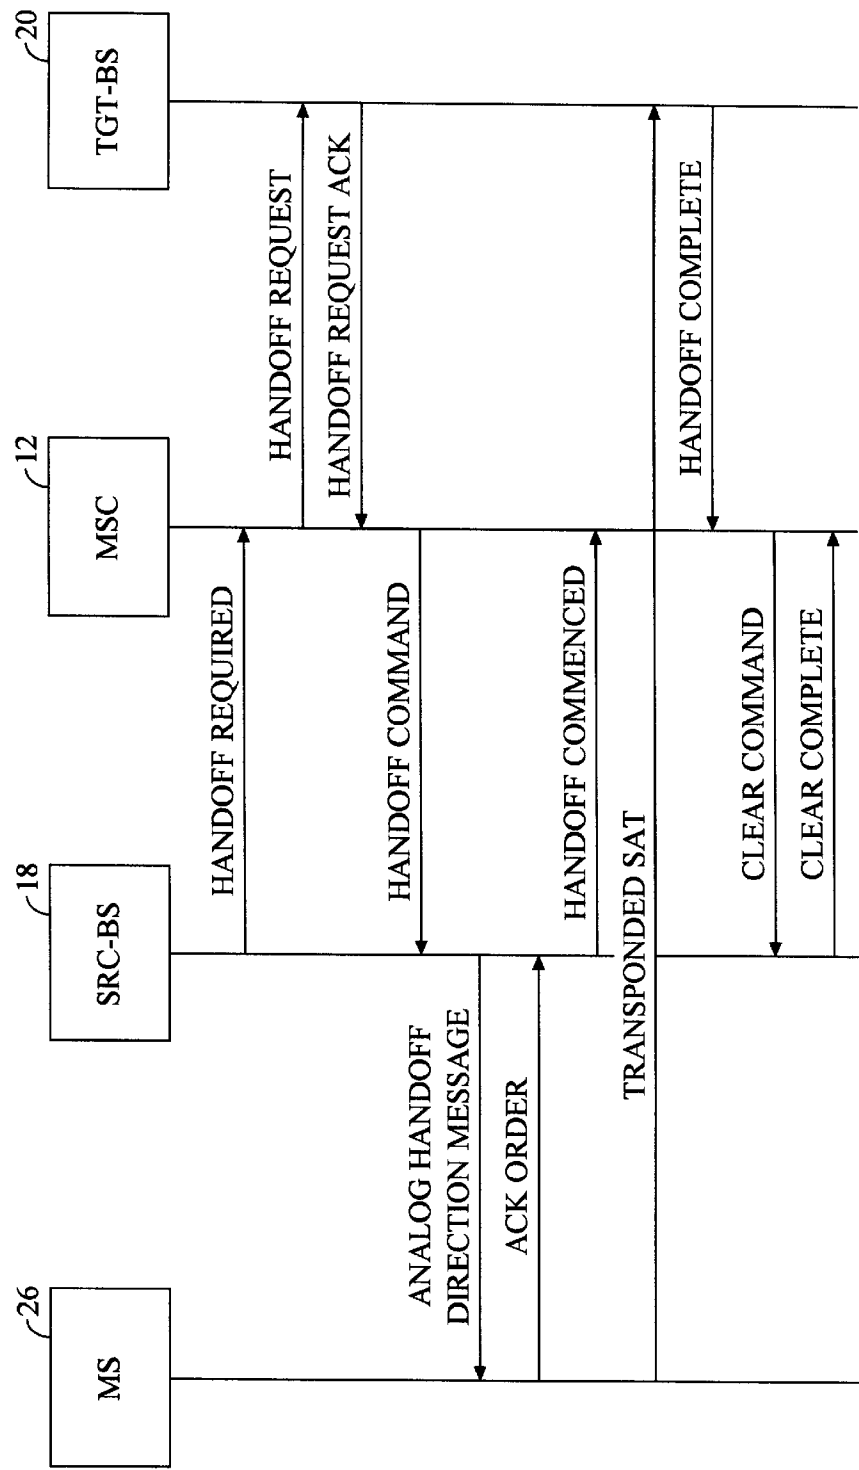 26
MS
18
SRC-BS
12
MSC
20
TGT-BS
HANDOFF REQUIRED
HANDOFF REQUEST
HANDOFF REQUEST ACK
HANDOFF COMMAND
ANALOG HANDOFF
DIRECTION MESSAGE
ACK ORDER
HANDOFF COMMENCED
TRANSPONDED SAT
HANDOFF COMPLETE
CLEAR COMMAND
CLEAR COMPLETE